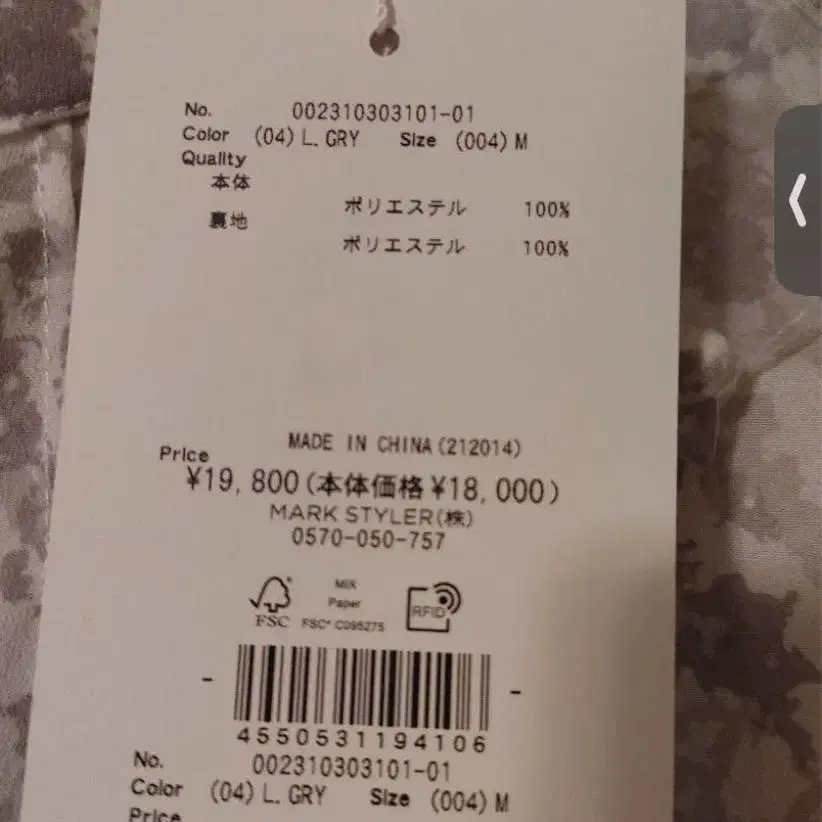 No. 002310303101-01
Color (04) L. GRY Size (004) M
Quality
本体
ポリエステル 100%
裏地
ポリエステル 100%
MADE IN CHINA (212014)
Price
¥19,800 (本体価格 ¥18,000)
MARK STYLER(株)
0570-050-757
MIX
Paper
FSC FSC® C095275
RFID
4550531194106
No. 002310303101-01
Color (04) L. GRY Size (004) M
Price